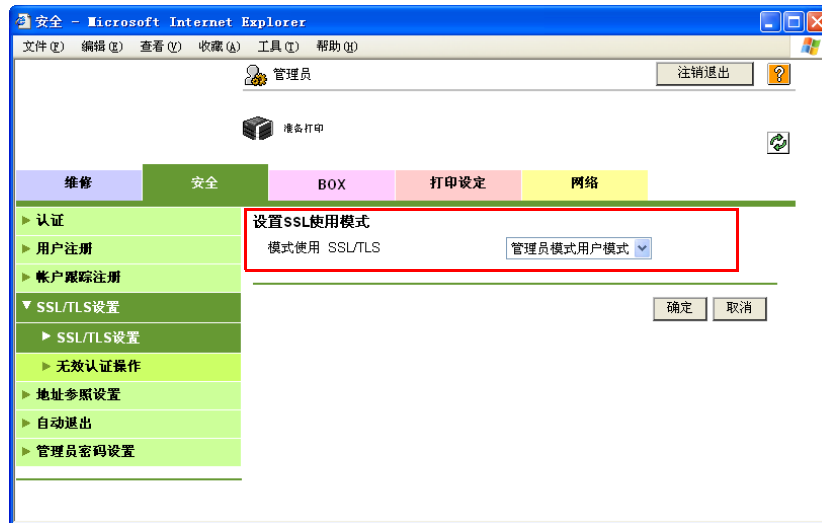 安全 - Microsoft Internet Explorer
文件(F) 编辑(E) 查看(V) 收藏(A) 工具(T) 帮助(H)
管理员 注销退出 ?
准备打印
维修 安全 BOX 打印设定 网络
认证
用户注册
帐户跟踪注册
SSL/TLS设置
SSL/TLS设置
无效认证操作
地址参照设置
自动退出
管理员密码设置
设置SSL使用模式
模式使用 SSL/TLS 管理员模式用户模式
确定 取消